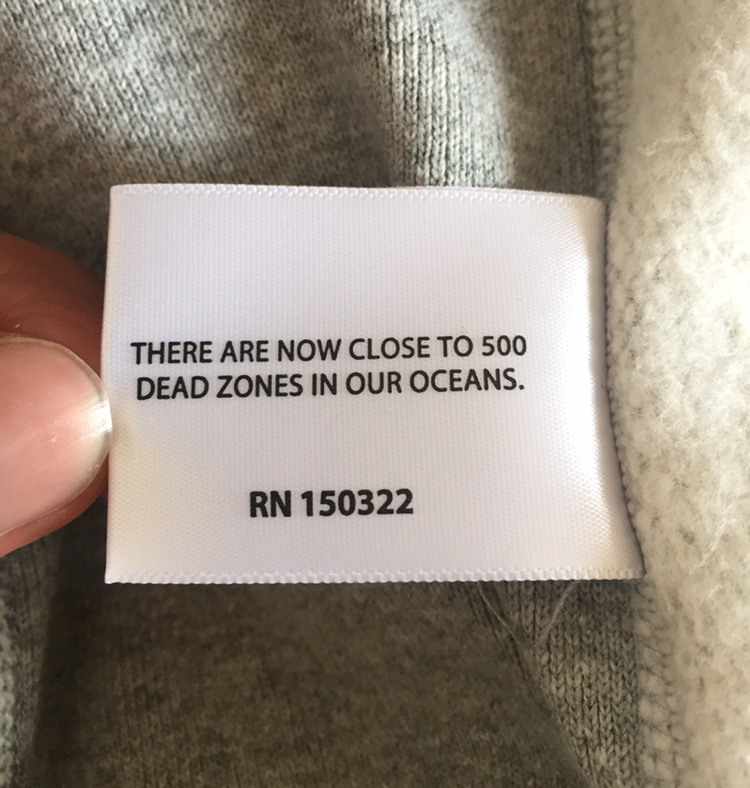 THERE ARE NOW CLOSE TO 500
DEAD ZONES IN OUR OCEANS.
RN 150322